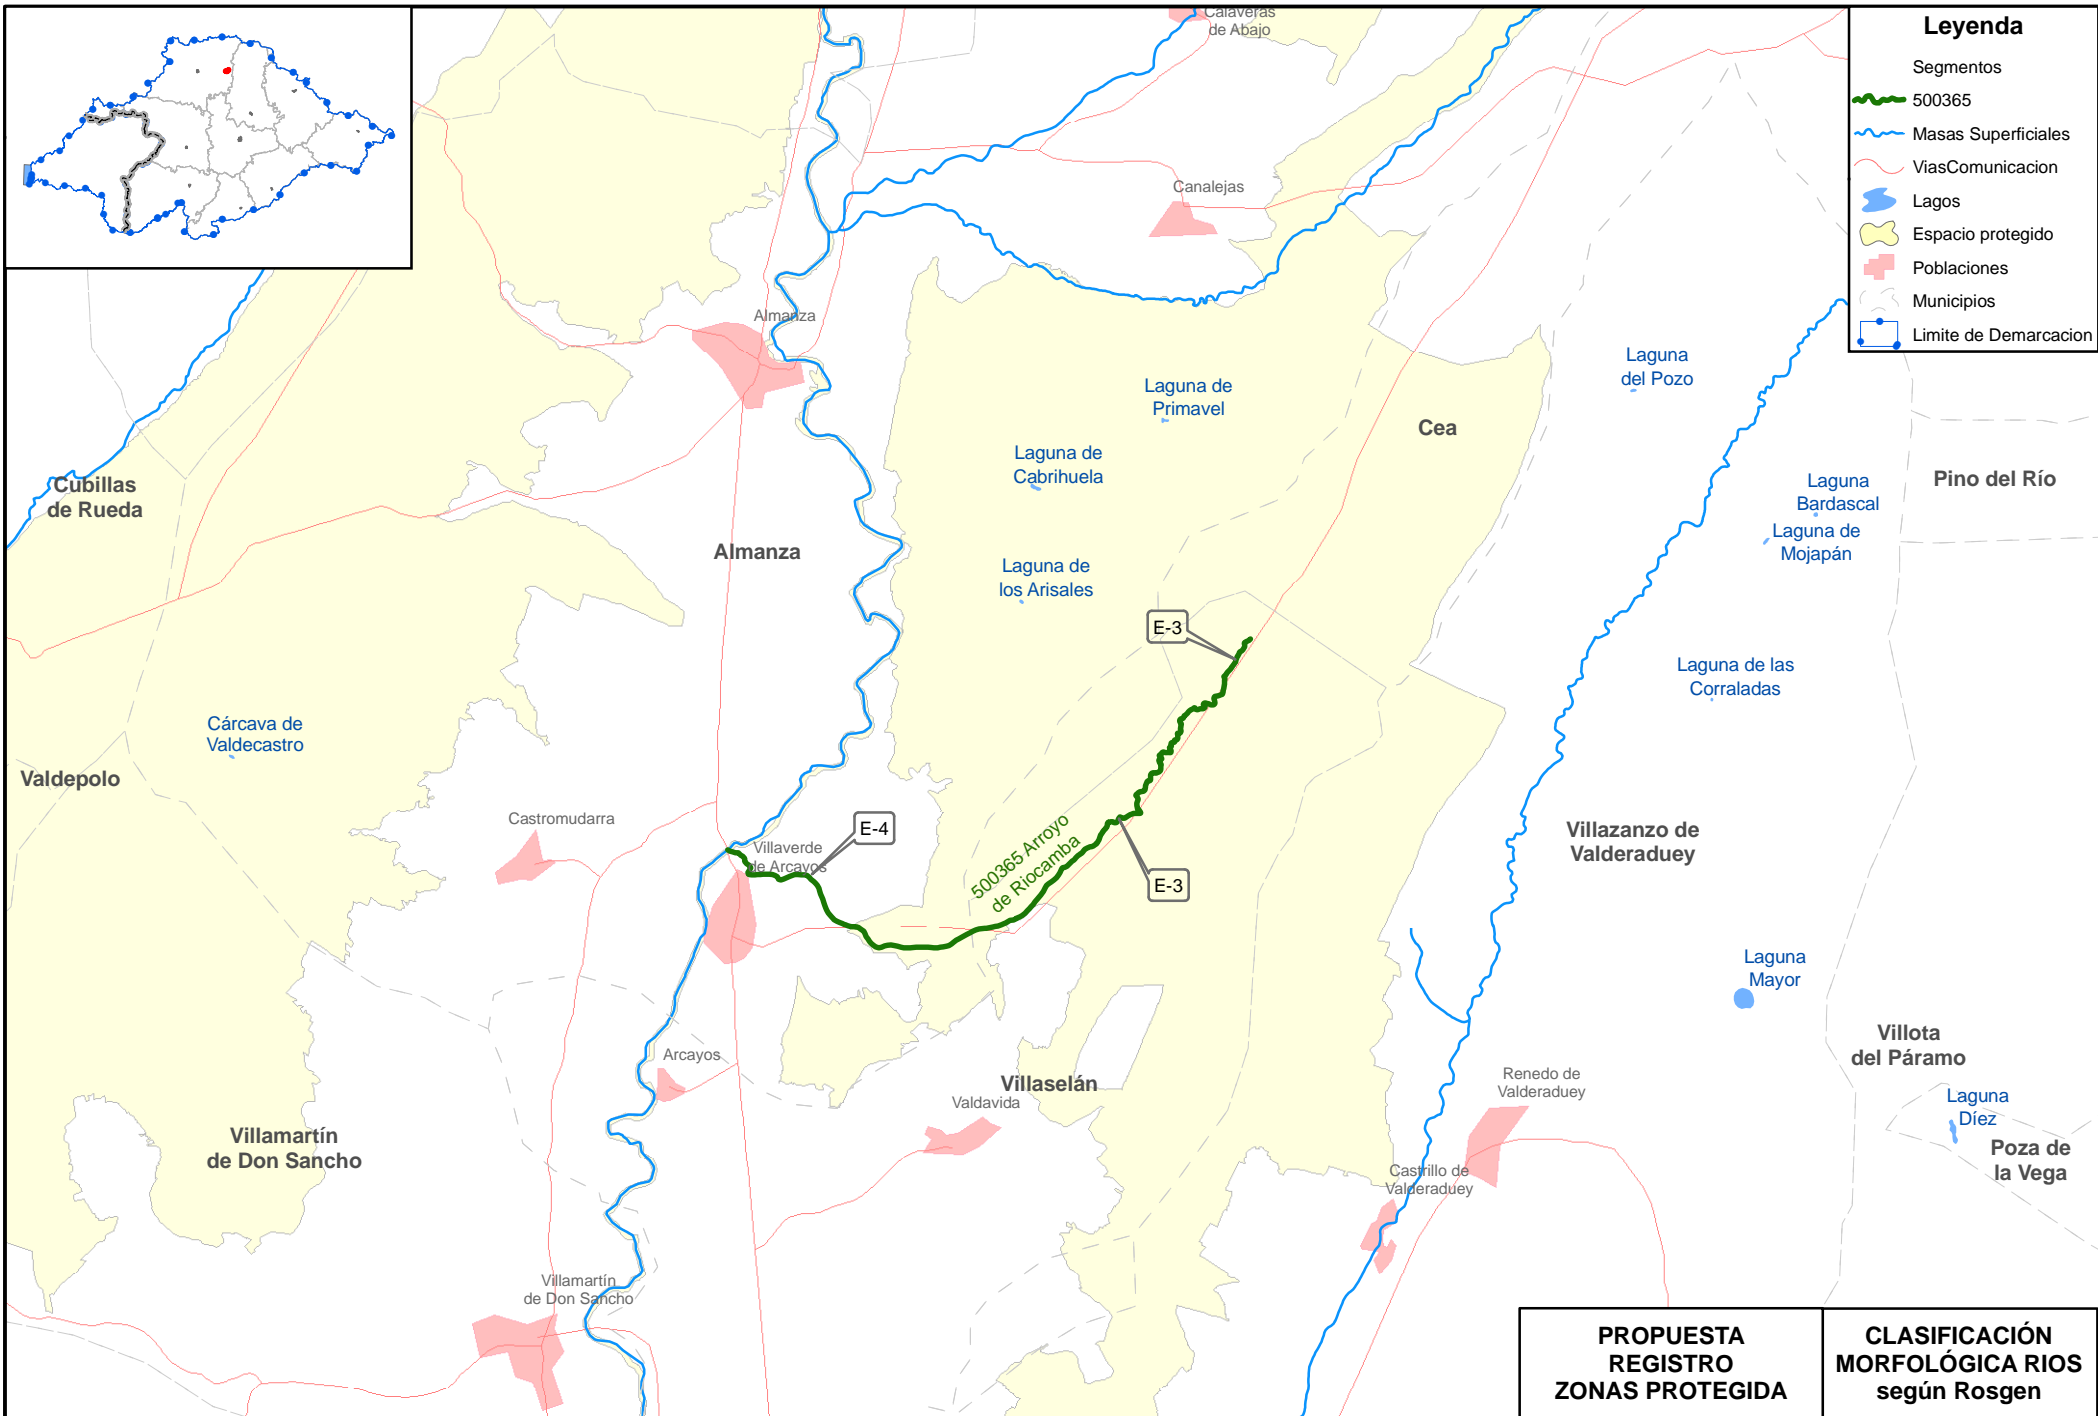 Leyenda
Segmentos
500365
Masas Superficiales
ViasComunicacion
Lagos
Espacio protegido
Poblaciones
Municipios
Limite de Demarcacion
Calaveras
de Abajo
Canalejas
Almanza
Laguna
del Pozo
Laguna de
Primavel
Cea
Laguna de
Cabrihuela
Cubillas
de Rueda
Pino del Río
Laguna
Bardascal
Laguna de
Mojapán
Almanza
Laguna de
los Arisales
E-3
Laguna de las
Corraladas
Cárcava de
Valdecastro
Valdepolo
Castromudarra
E-4
Villaverde
de Arcayos
500365 Arroyo
de Riocamba
E-3
Villazanzo de
Valderaduey
Laguna
Mayor
Villota
del Páramo
Arcayos
Villaselán
Valdavida
Renedo de
Valderaduey
Laguna
Díez
Villamartín
de Don Sancho
Poza de
la Vega
Castrillo de
Valderaduey
Villamartín
de Don Sancho
PROPUESTA
REGISTRO
ZONAS PROTEGIDA
CLASIFICACIÓN
MORFOLÓGICA RIOS
según Rosgen